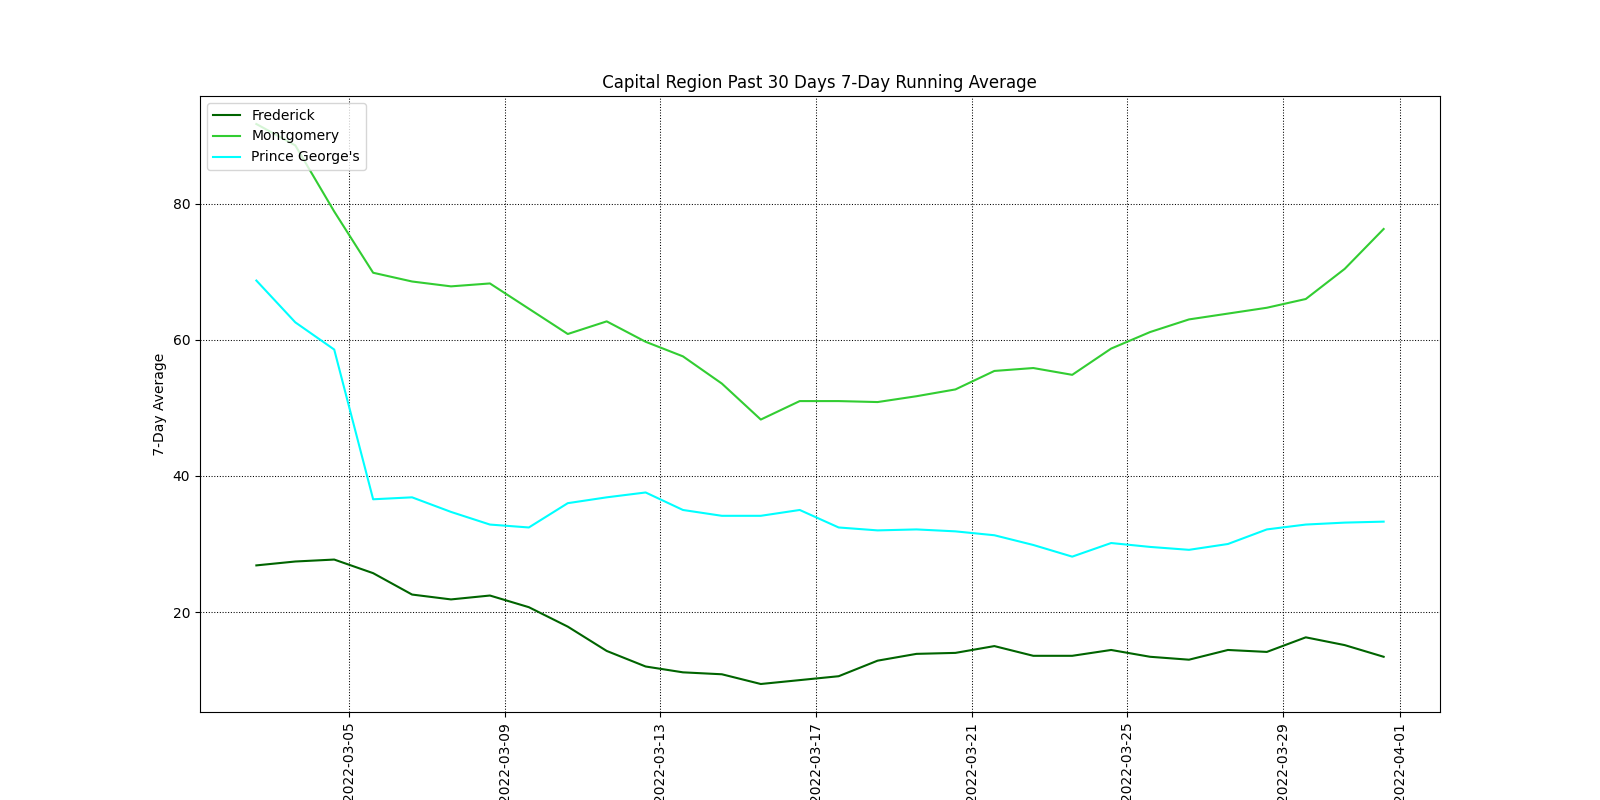 Capital Region Past 30 Days 7-Day Running Average
Frederick
Montgomery
Prince George's
80
60
40
20
7-Day Average
2022-03-05
2022-03-09
2022-03-13
2022-03-17
2022-03-21
2022-03-25
2022-03-29
2022-04-01